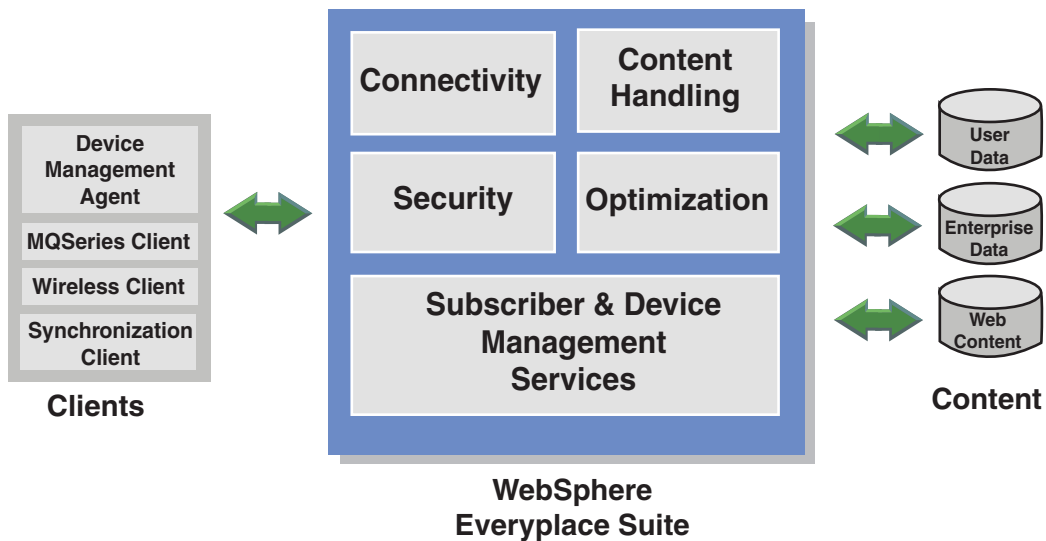 Device
Management
Agent
MQSeries Client
Wireless Client
Synchronization
Client
Clients
Connectivity
Content
Handling
Security
Optimization
Subscriber & Device
Management
Services
WebSphere
Everyplace Suite
User
Data
Enterprise
Data
Web
Content
Content